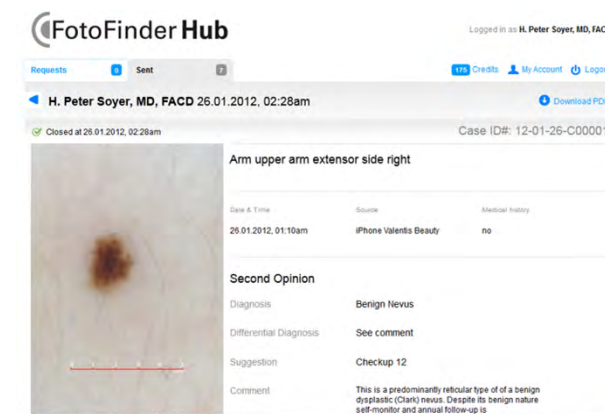 FotoFinder Hub
Logged in as H. Peter Soyer, MD, FAC
Requests 0 Sent 7
175 Credits My Account Logou
H. Peter Soyer, MD, FACD 26.01.2012, 02:28am
Download PD
Closed at 26.01.2012, 02:28am
Case ID#: 12-01-26-C00001
Arm upper arm extensor side right
Date & Time Source Medical history
26.01.2012, 01:10am iPhone Valentis Beauty no
Second Opinion
Diagnosis Benign Nevus
Differential Diagnosis See comment
Suggestion Checkup 12
Comment This is a predominantly reticular type of of a benign
dysplastic (Clark) nevus. Despite its benign nature
self-monitor and annual follow-up is